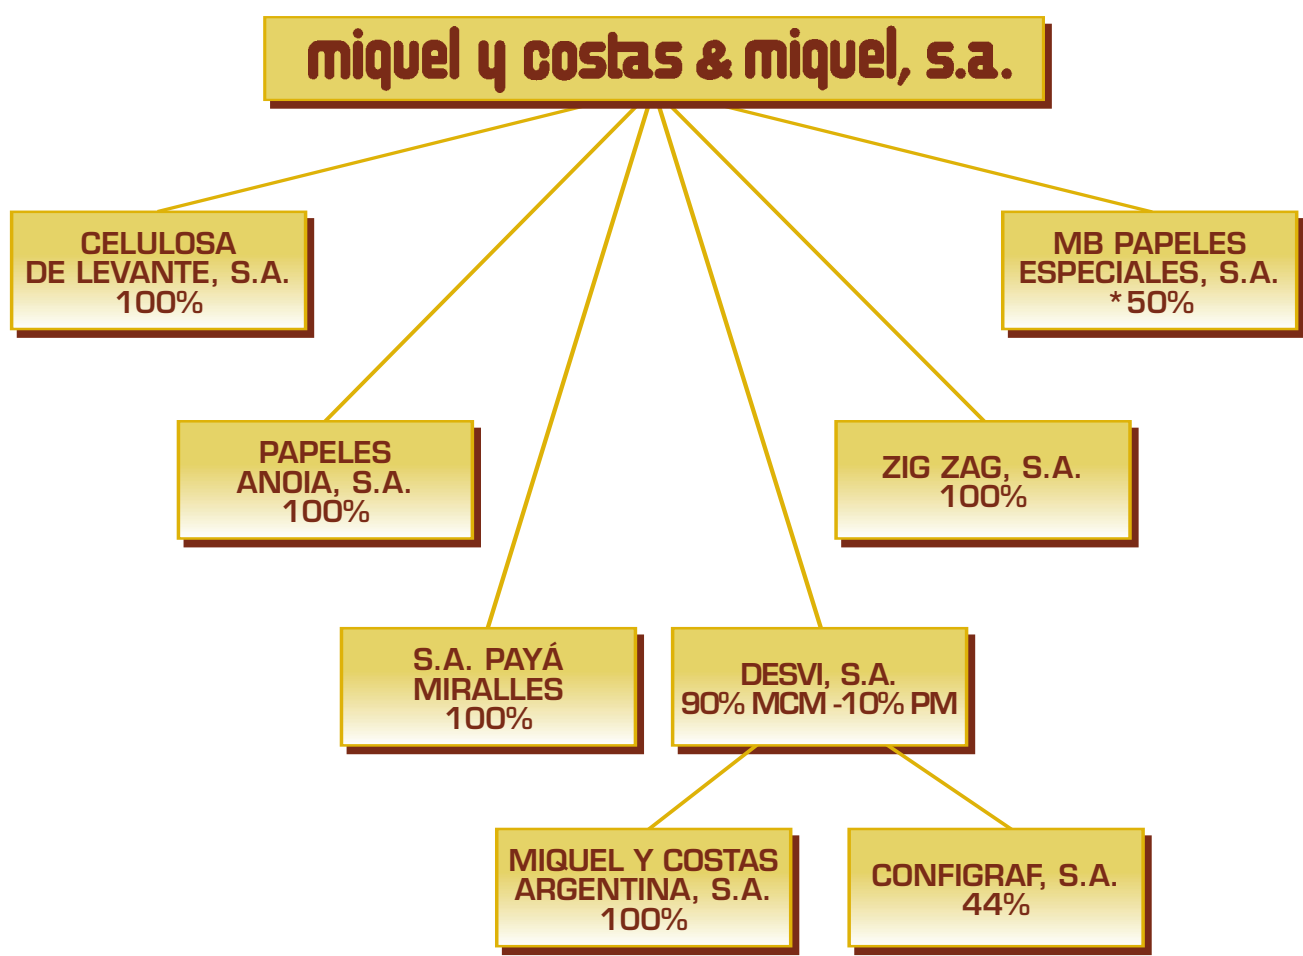 miquel y costas & miquel, s.a.
CELULOSA
DE LEVANTE, S.A.
100%
MB PAPELES
ESPECIALES, S.A.
*50%
PAPELES
ANOIA, S.A.
100%
ZIG ZAG, S.A.
100%
S.A. PAYÁ
MIRALLES
100%
DESVI, S.A.
90% MCM -10% PM
MIQUEL Y COSTAS
ARGENTINA, S.A.
100%
CONFIGRAF, S.A.
44%